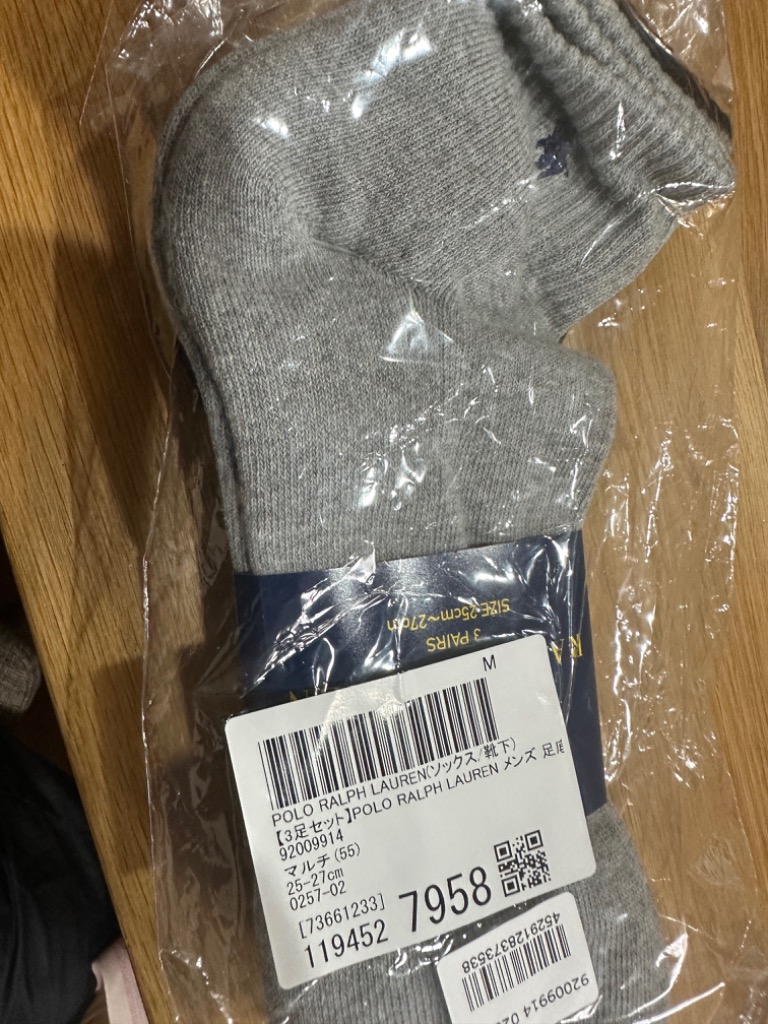 SIZE 25cm~27cm
3 PAIRS
M
POLO RALPH LAUREN(ソックス/靴下)
【3足セット】POLO RALPH LAUREN メンズ 足底
92009914
マルチ(55)
25-27cm
0257-02
[73661233]
119452 7958
4529128373538
92009914